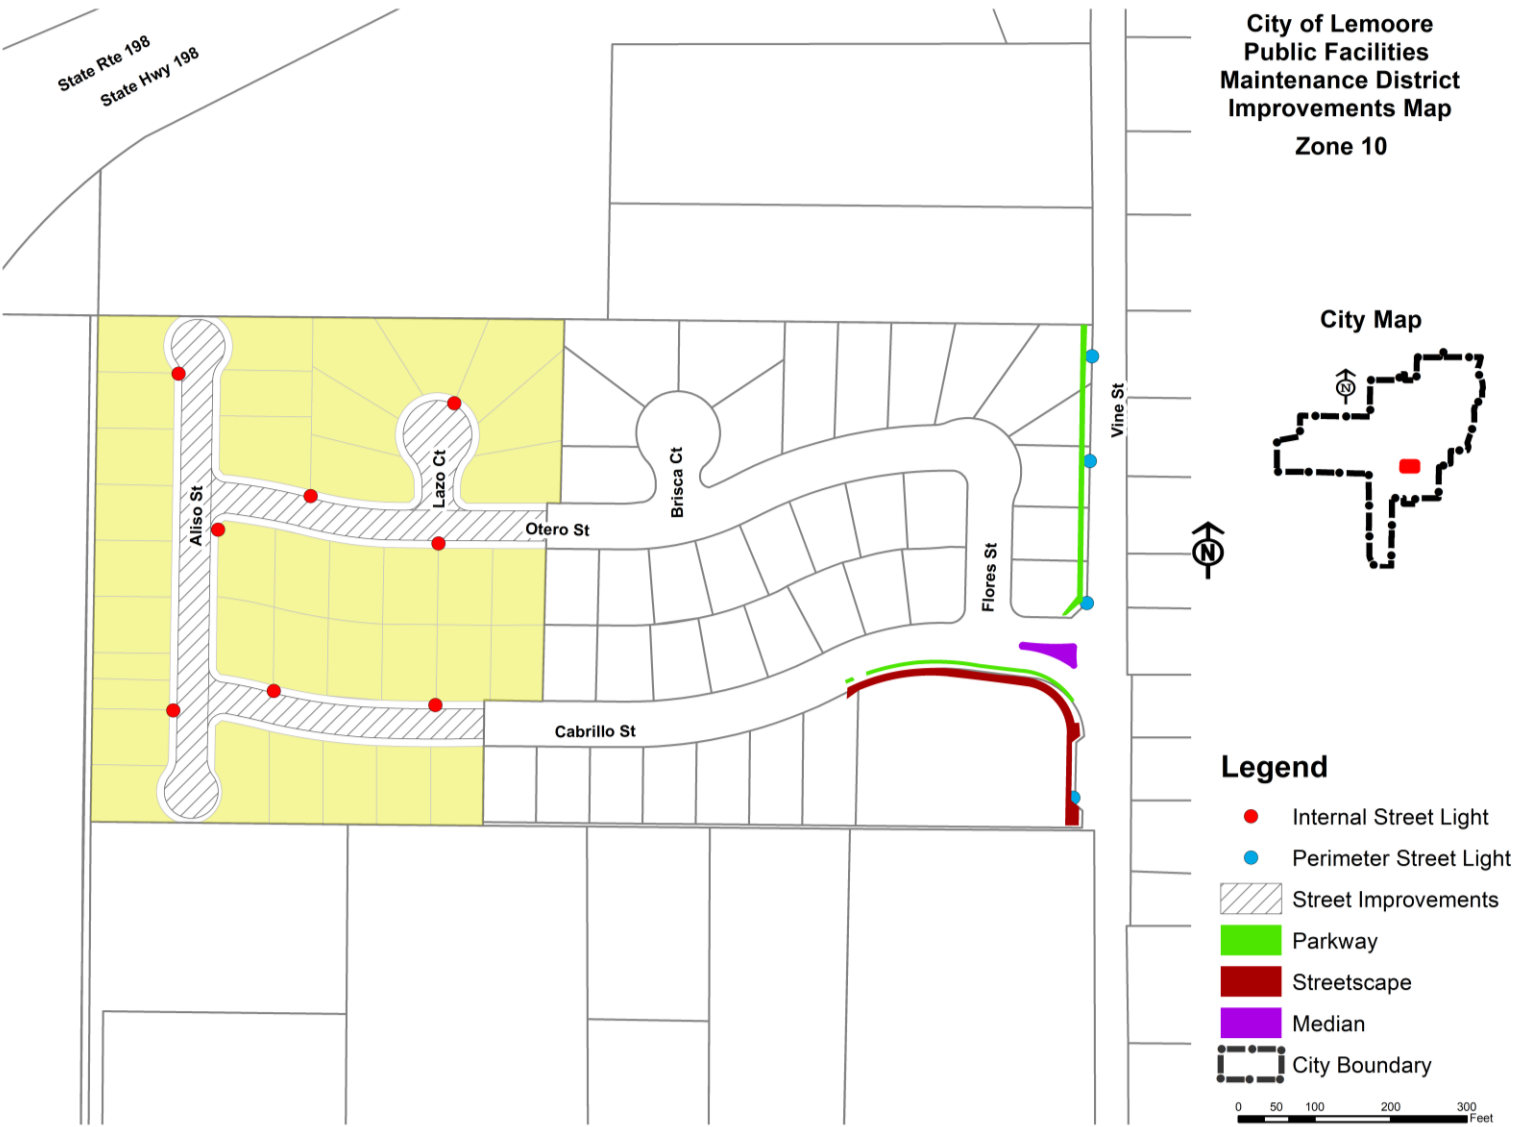 City of Lemoore
Public Facilities
Maintenance District
Improvements Map
Zone 10
State Rte 198
State Hwy 198
City Map
N
Vine St
Lazo Ct
Brisca Ct
Aliso St
Otero St
N
Flores St
Cabrillo St
Legend
Internal Street Light
Perimeter Street Light
Street Improvements
Parkway
Streetscape
Median
City Boundary
0 50 100 200 300
Feet